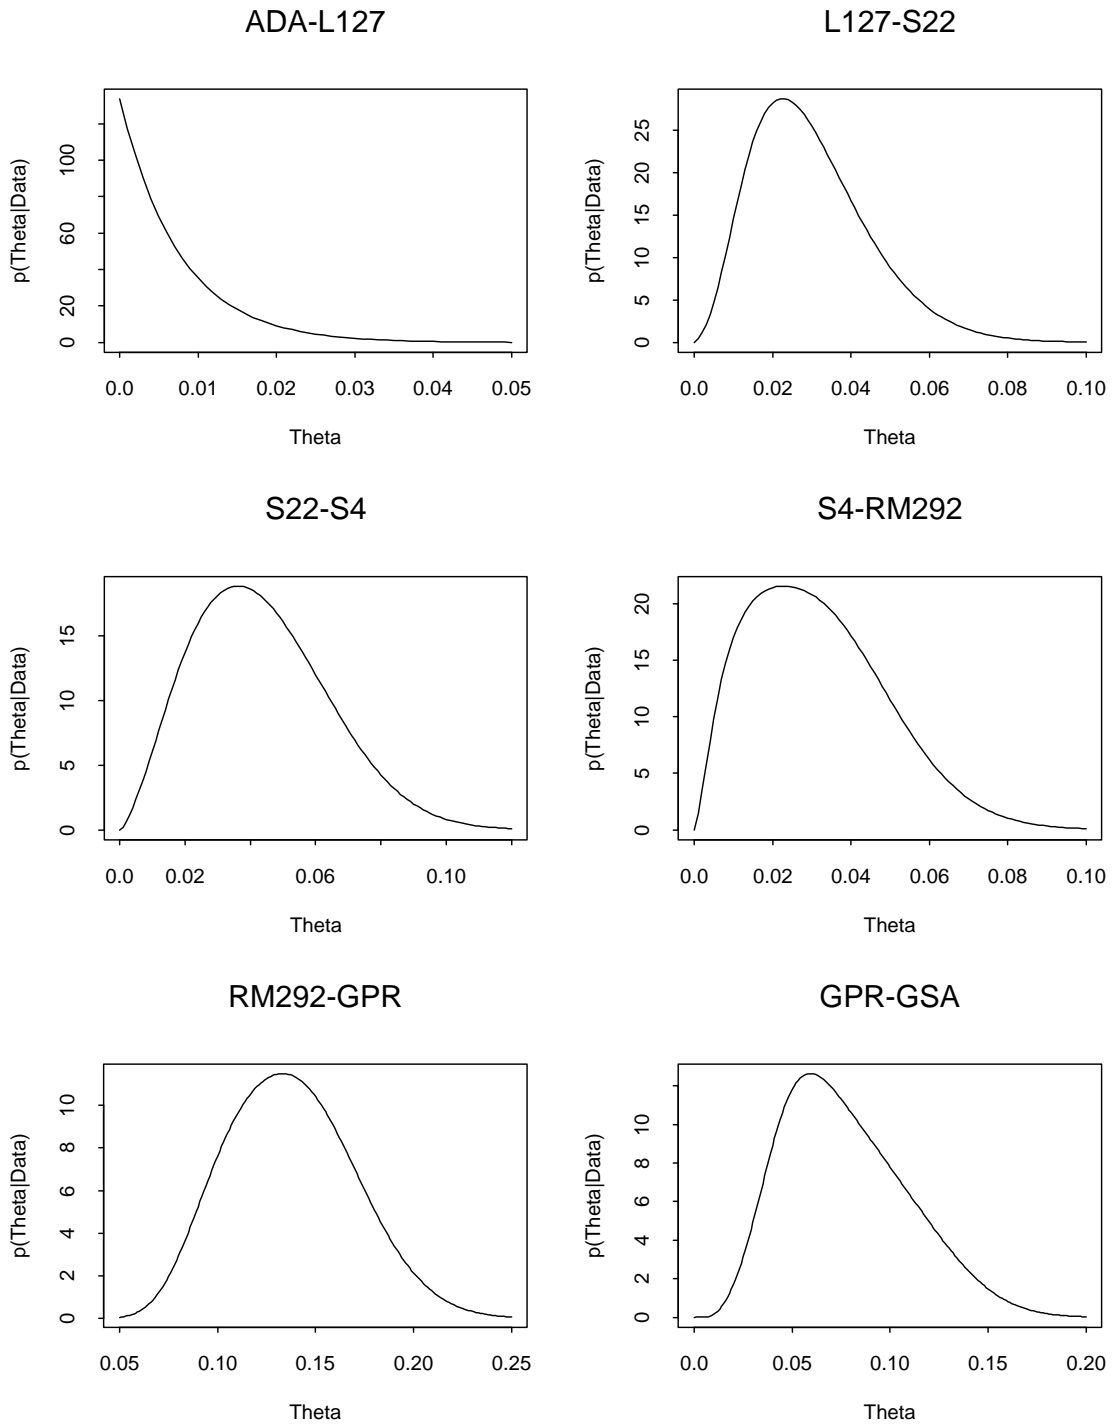 ADA-L127
p(Theta|Data)
0 20 60 100
0.0 0.01 0.02 0.03 0.04 0.05
Theta
L127-S22
p(Theta|Data)
0 5 10 15 20 25
0.0 0.02 0.04 0.06 0.08 0.10
Theta
S22-S4
p(Theta|Data)
0 5 10 15
0.0 0.02 0.06 0.10
Theta
S4-RM292
p(Theta|Data)
0 5 10 15 20
0.0 0.02 0.04 0.06 0.08 0.10
Theta
RM292-GPR
p(Theta|Data)
0 2 4 6 8 10
0.05 0.10 0.15 0.20 0.25
Theta
GPR-GSA
p(Theta|Data)
0 2 4 6 8 10
0.0 0.05 0.10 0.15 0.20
Theta